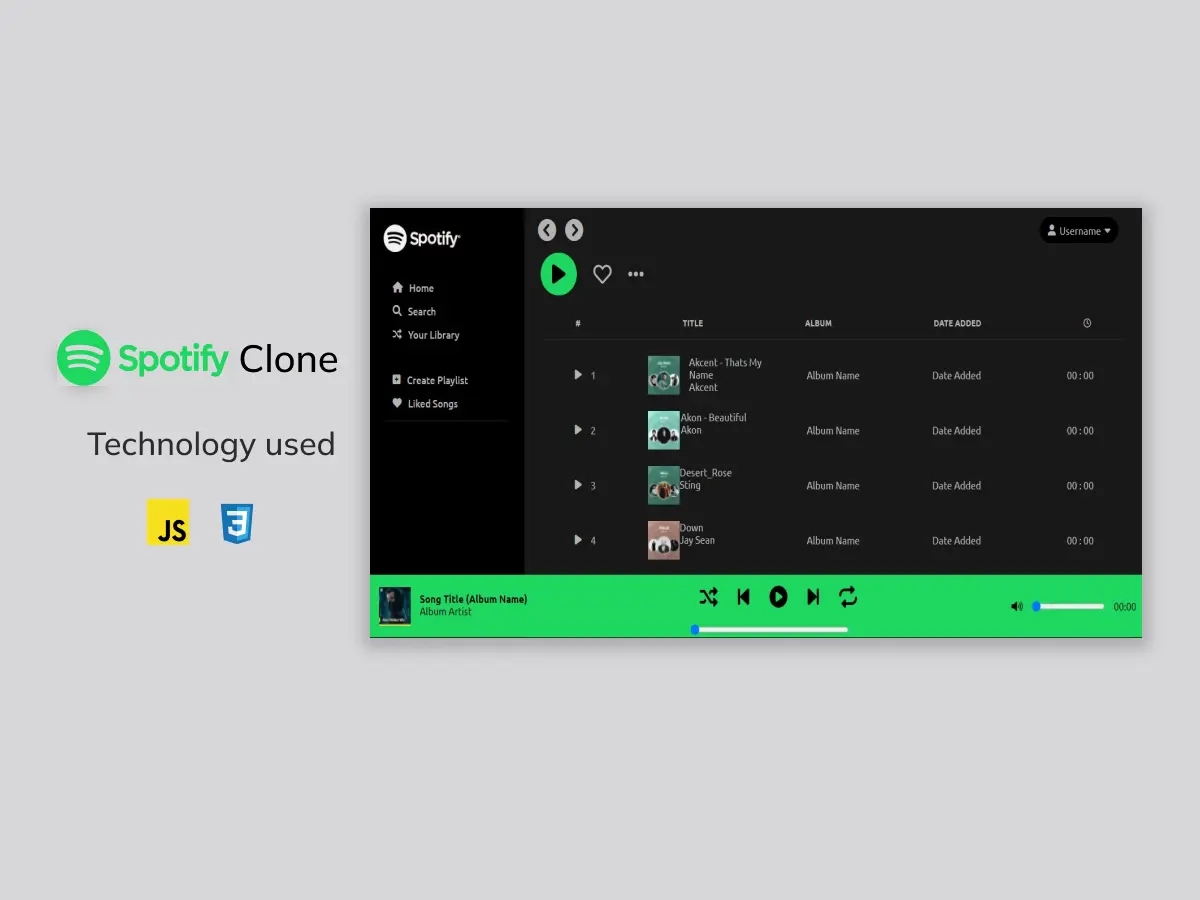 Spotify Clone
Technology used
JS
3
Spotify
Home
Search
Your Library
Create Playlist
Liked Songs
Username
# TITLE ALBUM DATE ADDED
1 Akcent - Thats My
Name
Akcent
Album Name Date Added 00 : 00
2 Akon - Beautiful
Akon
Album Name Date Added 00 : 00
3 Desert_Rose
Sting
Album Name Date Added 00 : 00
4 Down
Jay Sean
Album Name Date Added 00 : 00
Song Title (Album Name)
Album Artist
00:00